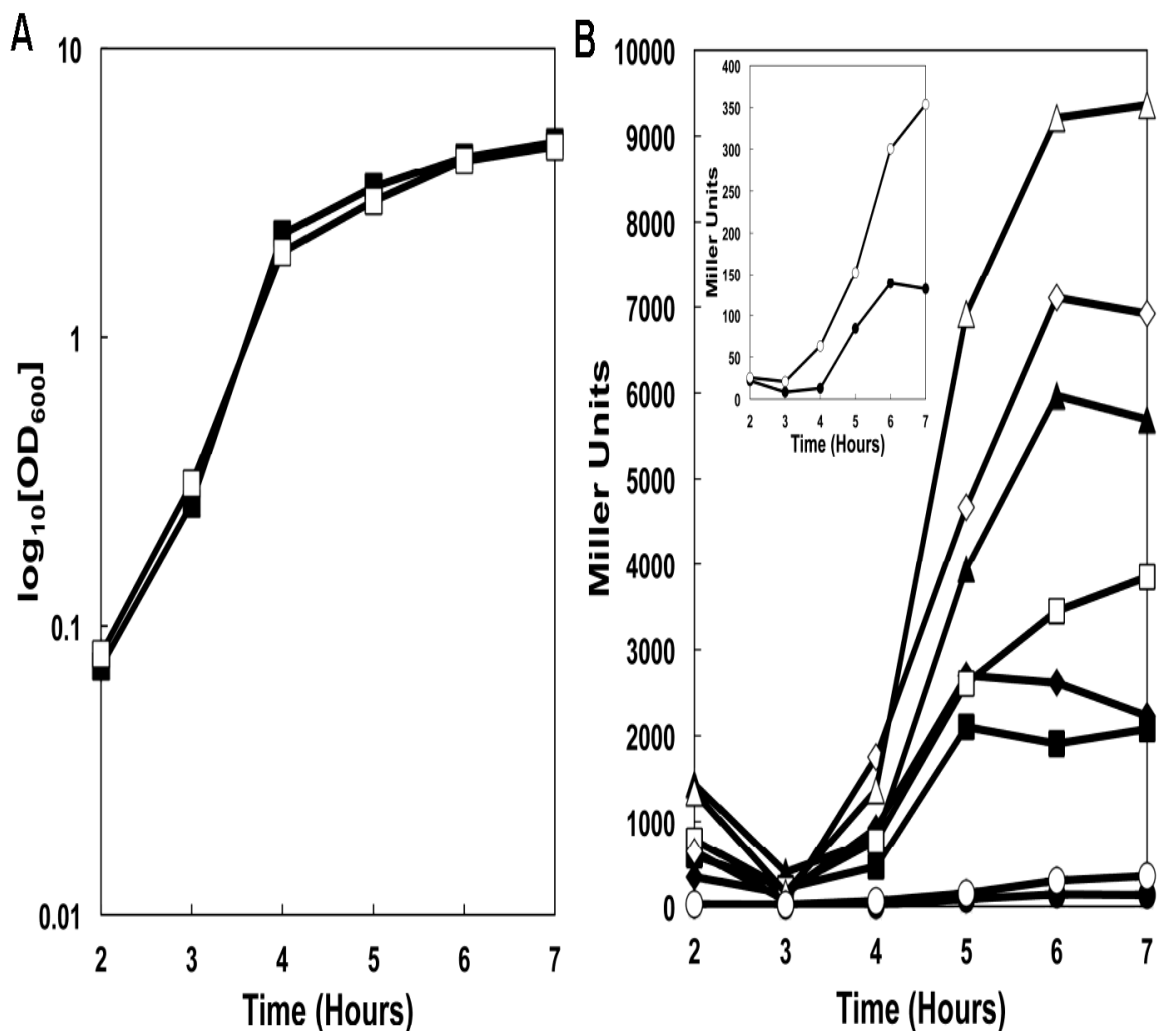 A
log₁₀[OD₆₀₀]
10
1
0.1
0.01
2 3 4 5 6 7
Time (Hours)
B
Miller Units
10000
9000
8000
7000
6000
5000
4000
3000
2000
1000
0
2 3 4 5 6 7
Time (Hours)
Miller Units
400
350
300
250
200
150
100
50
0
2 3 4 5 6 7
Time (Hours)